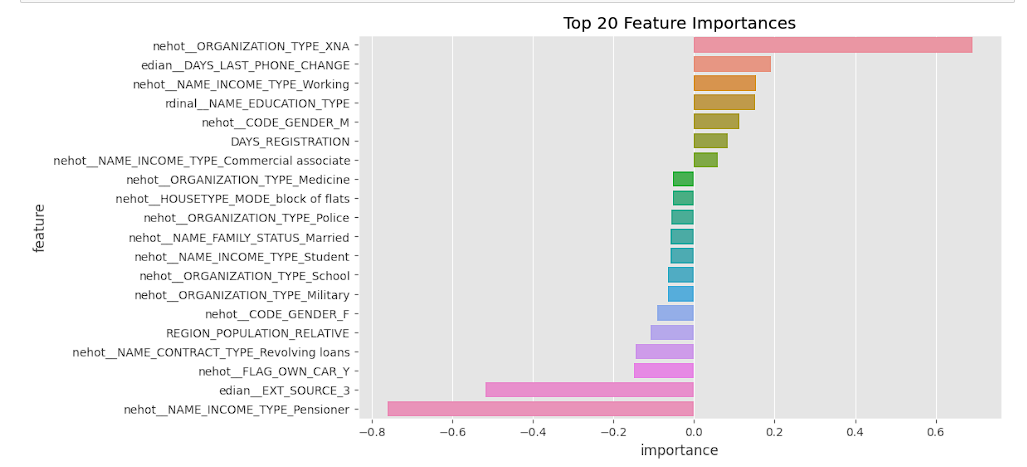 Top 20 Feature Importances
nehot__ORGANIZATION_TYPE_XNA
edian__DAYS_LAST_PHONE_CHANGE
nehot__NAME_INCOME_TYPE_Working
rdinal__NAME_EDUCATION_TYPE
nehot__CODE_GENDER_M
DAYS_REGISTRATION
nehot__NAME_INCOME_TYPE_Commercial associate
nehot__ORGANIZATION_TYPE_Medicine
nehot__HOUSETYPE_MODE_block of flats
nehot__ORGANIZATION_TYPE_Police
nehot__NAME_FAMILY_STATUS_Married
nehot__NAME_INCOME_TYPE_Student
nehot__ORGANIZATION_TYPE_School
nehot__ORGANIZATION_TYPE_Military
nehot__CODE_GENDER_F
REGION_POPULATION_RELATIVE
nehot__NAME_CONTRACT_TYPE_Revolving loans
nehot__FLAG_OWN_CAR_Y
edian__EXT_SOURCE_3
nehot__NAME_INCOME_TYPE_Pensioner
feature
−0.8 −0.6 −0.4 −0.2 0.0 0.2 0.4 0.6
importance